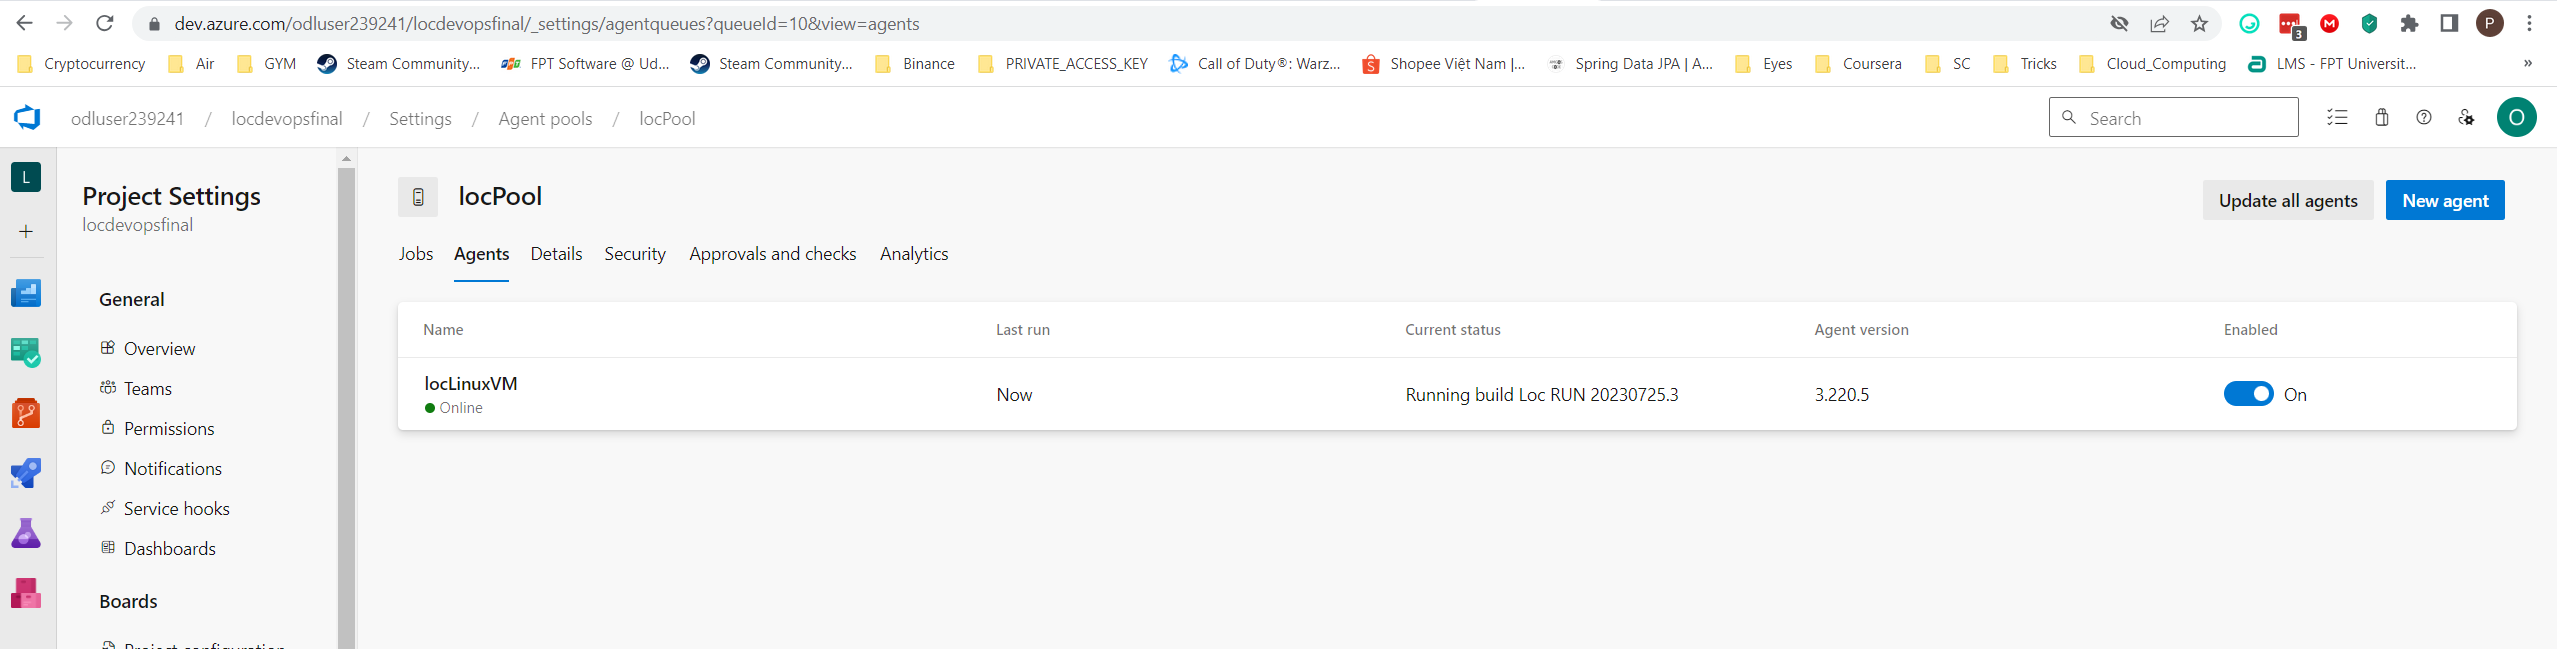 dev.azure.com/odluser239241/locdevopsfinal/_settings/agentqueues?queueId=10&view=agents
3
P
Cryptocurrency Air GYM Steam Community... FPT Software @ Ud... Steam Community... Binance PRIVATE_ACCESS_KEY Call of Duty®: Warz... Shopee Việt Nam |... Spring Data JPA | A... Eyes Coursera SC Tricks Cloud_Computing LMS - FPT Universit... »
odluser239241 / locdevopsfinal / Settings / Agent pools / locPool
Search
O
L
Project Settings
locdevopsfinal
General
Overview
Teams
Permissions
Notifications
Service hooks
Dashboards
Boards
Project configuration
locPool
Update all agents
New agent
Jobs Agents Details Security Approvals and checks Analytics
Name Last run Current status Agent version Enabled
locLinuxVM
Online
Now
Running build Loc RUN 20230725.3
3.220.5
On